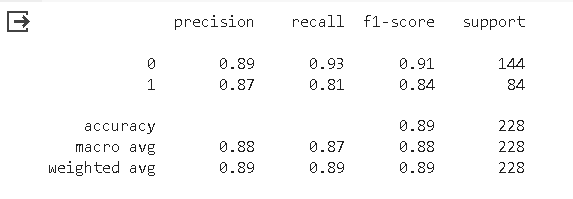 precision recall f1-score support
0 0.89 0.93 0.91 144
1 0.87 0.81 0.84 84
accuracy 0.89 228
macro avg 0.88 0.87 0.88 228
weighted avg 0.89 0.89 0.89 228